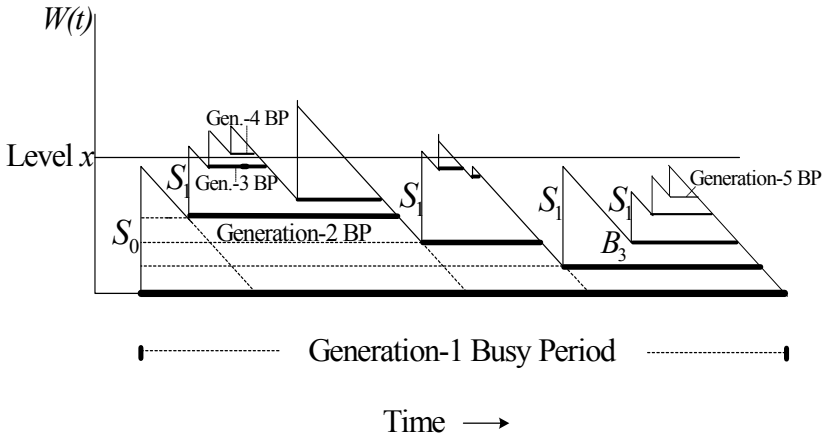 W(t)
Gen.-4 BP
Level x
S1
Gen.-3 BP
S1
S1
S1
Generation-5 BP
S0
Generation-2 BP
B3
Generation-1 Busy Period
Time